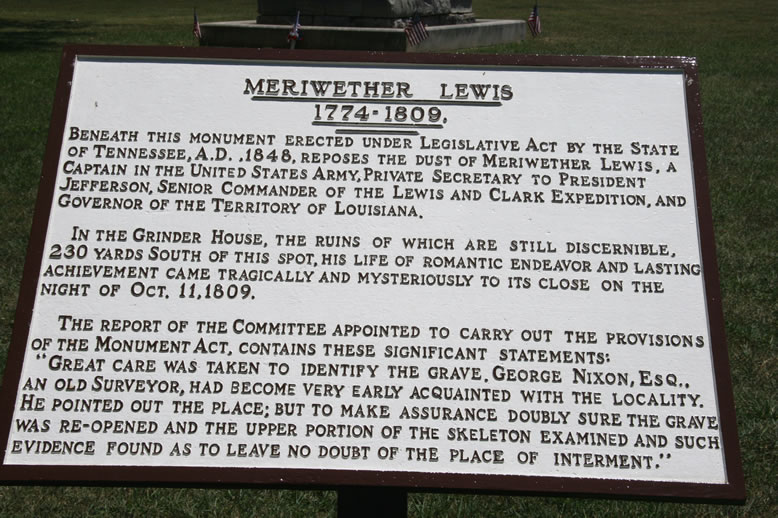 MERIWETHER LEWIS
1774-1809.
BENEATH THIS MONUMENT ERECTED UNDER LEGISLATIVE ACT BY THE STATE
OF TENNESSEE, A.D. ,1848, REPOSES THE DUST OF MERIWETHER LEWIS, A
CAPTAIN IN THE UNITED STATES ARMY, PRIVATE SECRETARY TO PRESIDENT
JEFFERSON, SENIOR COMMANDER OF THE LEWIS AND CLARK EXPEDITION, AND
GOVERNOR OF THE TERRITORY OF LOUISIANA.
IN THE GRINDER HOUSE, THE RUINS OF WHICH ARE STILL DISCERNIBLE,
230 YARDS SOUTH OF THIS SPOT, HIS LIFE OF ROMANTIC ENDEAVOR AND LASTING
ACHIEVEMENT CAME TRAGICALLY AND MYSTERIOUSLY TO ITS CLOSE ON THE
NIGHT OF OCT. 11, 1809.
THE REPORT OF THE COMMITTEE APPOINTED TO CARRY OUT THE PROVISIONS
OF THE MONUMENT ACT, CONTAINS THESE SIGNIFICANT STATEMENTS:
"GREAT CARE WAS TAKEN TO IDENTIFY THE GRAVE. GEORGE NIXON, ESQ.,
AN OLD SURVEYOR, HAD BECOME VERY EARLY ACQUAINTED WITH THE LOCALITY.
HE POINTED OUT THE PLACE; BUT TO MAKE ASSURANCE DOUBLY SURE THE GRAVE
WAS RE-OPENED AND THE UPPER PORTION OF THE SKELETON EXAMINED AND SUCH
EVIDENCE FOUND AS TO LEAVE NO DOUBT OF THE PLACE OF INTERMENT."